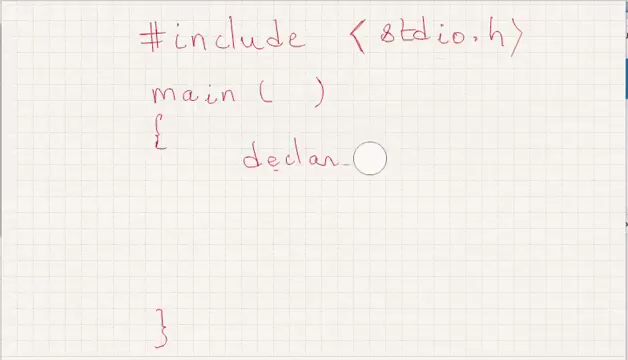 #include <stdio.h>
main ( )
{
declar
}